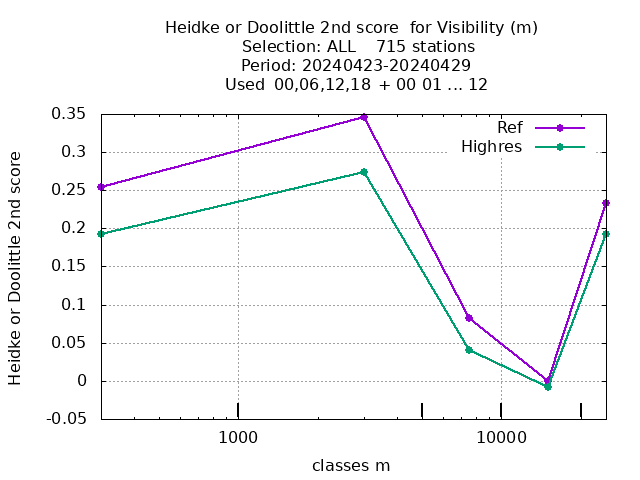 Heidke or Doolittle 2nd score  for Visibility (m)
Selection: ALL    715 stations
Period: 20240423-20240429
Used  00,06,12,18 + 00 01 ... 12
Heidke or Doolittle 2nd score
0.35
0.3
0.25
0.2
0.15
0.1
0.05
0
-0.05
Ref
Highres
1000
10000
classes m